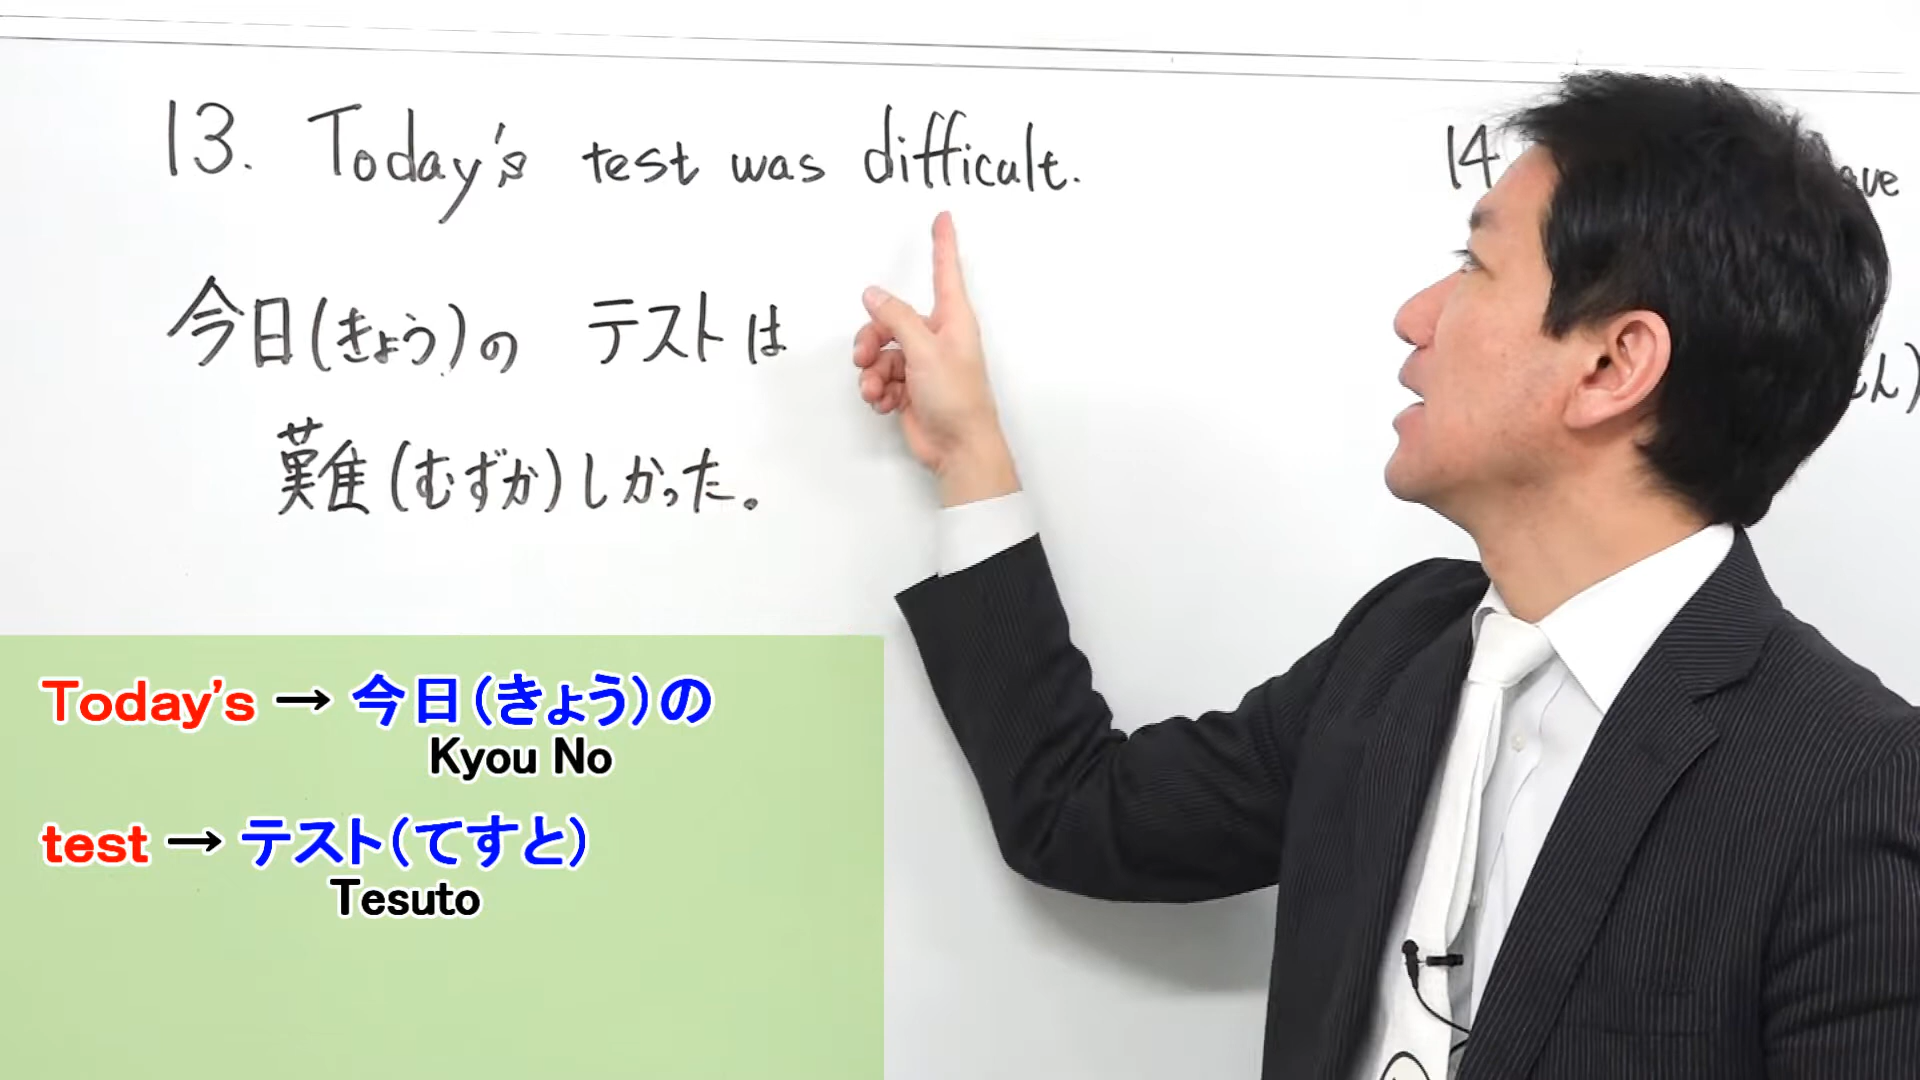 13. Today's test was difficult.
今日(きょう)の テストは
難(むずか)しかった。
14
Today's → 今日(きょう)の
Kyou No
test → テスト(てすと)
Tesuto